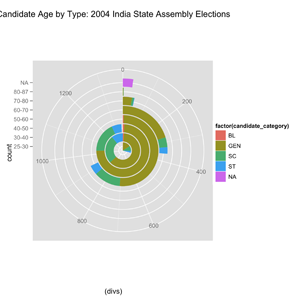 Candidate Age by Type: 2004 India State Assembly Elections
0
200
400
600
800
1000
1200
NA
80-87
70-80
60-70
50-60
40-50
30-40
25-30
count
(divs)
factor(candidate_category)
BL
GEN
SC
ST
NA